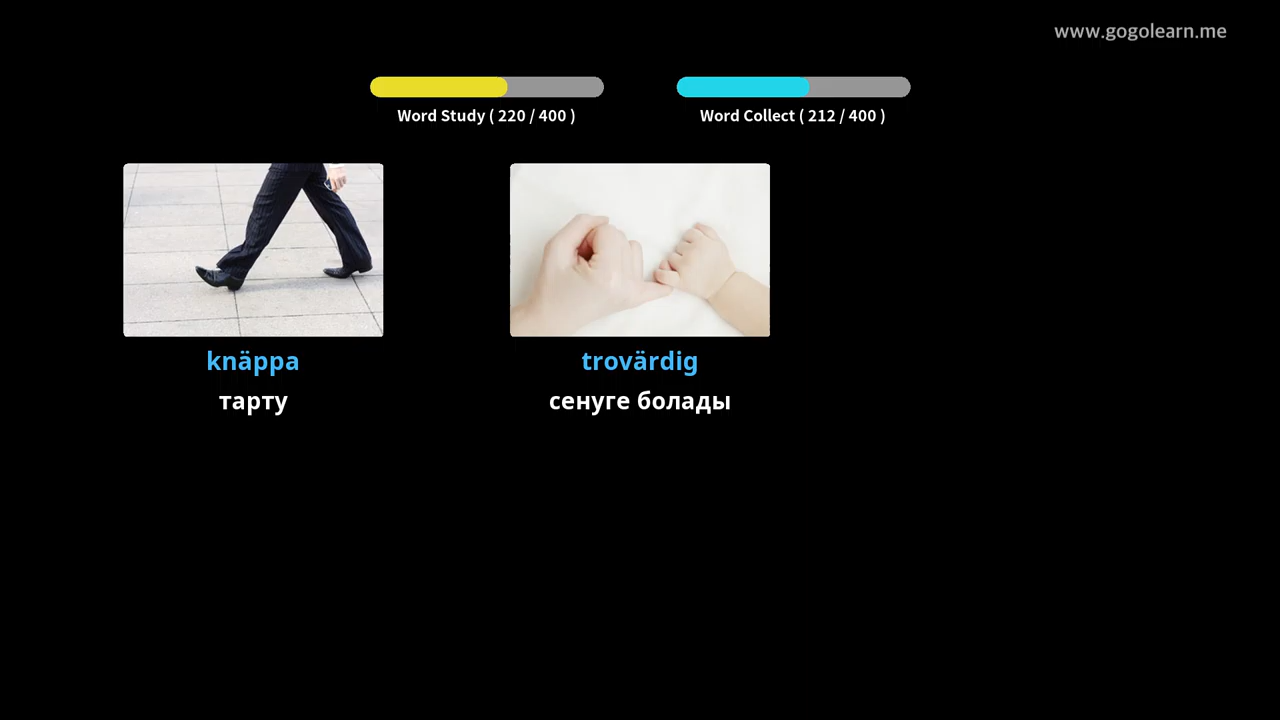 www.gogolearn.me
Word Study ( 220 / 400 )
Word Collect ( 212 / 400 )
knäppa
trovärdig
тарту
сенуге болады